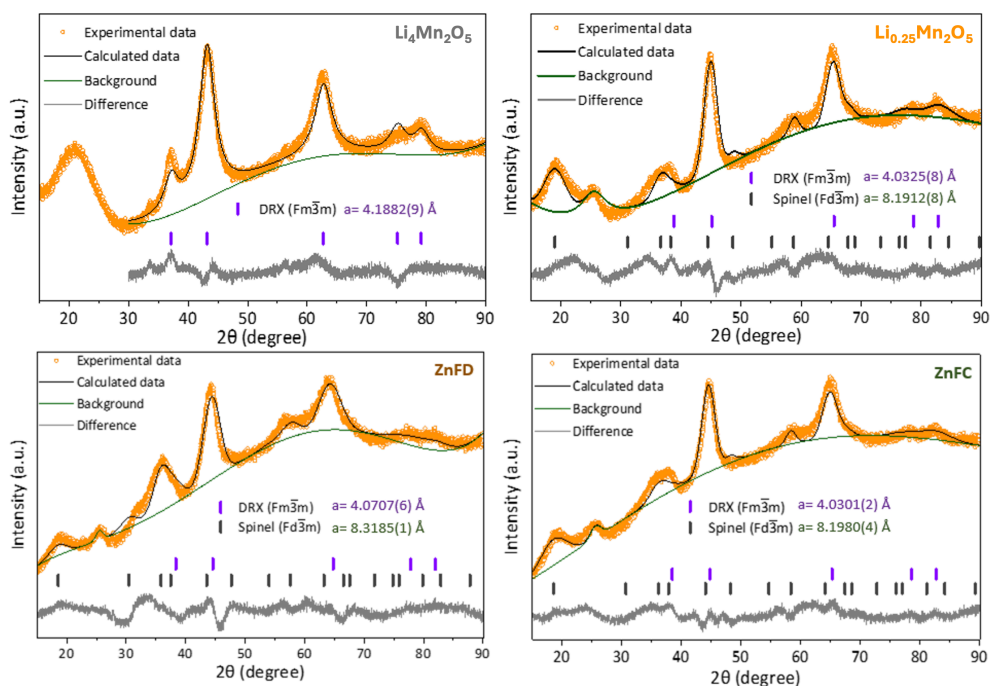 Experimental data
Calculated data
Background
Difference
Li₄Mn₂O₅
Intensity (a.u.)
DRX (Fm3̅m) a= 4.1882(9) Å
20 30 40 50 60 70 80 90
2θ (degree)
Experimental data
Calculated data
Background
Difference
Li₀.₂₅Mn₂O₅
Intensity (a.u.)
DRX (Fm3̅m) a= 4.0325(8) Å
Spinel (Fd3̅m) a= 8.1912(8) Å
20 30 40 50 60 70 80 90
2θ (degree)
Experimental data
Calculated data
Background
Difference
ZnFD
Intensity (a.u.)
DRX (Fm3̅m) a= 4.0707(6) Å
Spinel (Fd3̅m) a= 8.3185(1) Å
20 30 40 50 60 70 80 90
2θ (degree)
Experimental data
Calculated data
Background
Difference
ZnFC
Intensity (a.u.)
DRX (Fm3̅m) a= 4.0301(2) Å
Spinel (Fd3̅m) a= 8.1980(4) Å
20 30 40 50 60 70 80 90
2θ (degree)